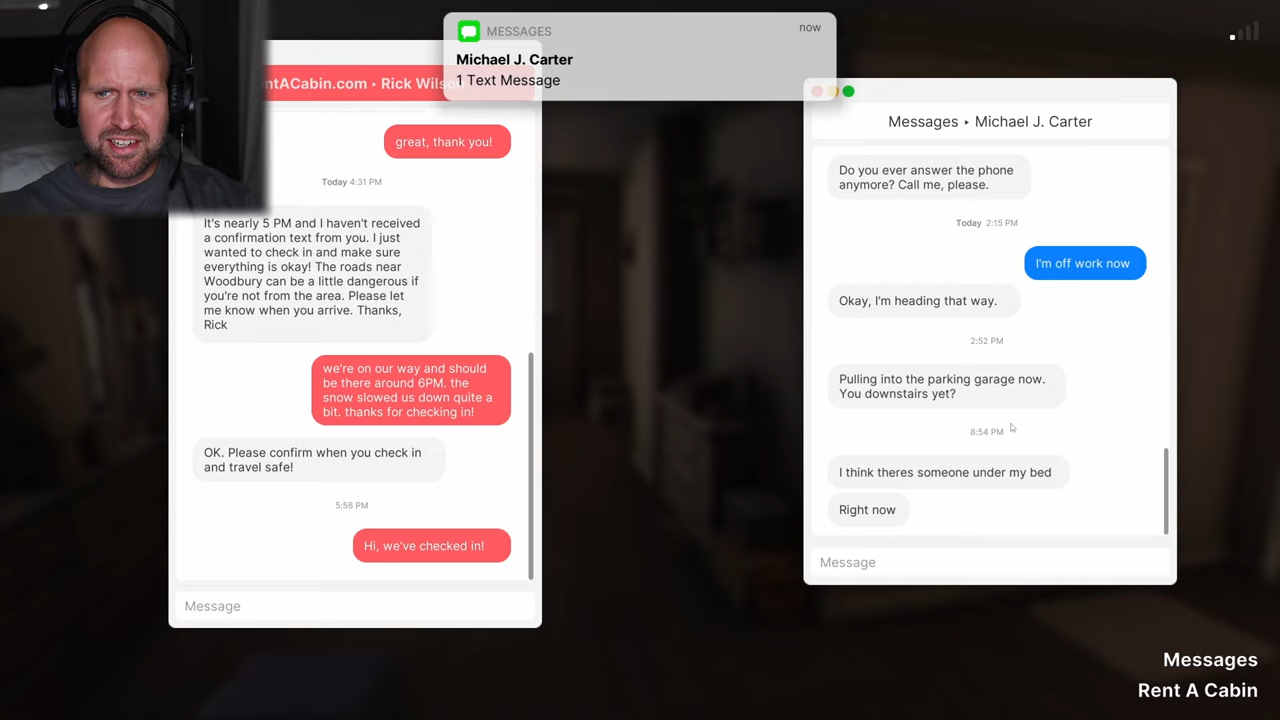 MESSAGES
now
Michael J. Carter
1 Text Message
ntACabin.com ▸ Rick Wilso
great, thank you!
Today 4:31 PM
It's nearly 5 PM and I haven't received
a confirmation text from you. I just
wanted to check in and make sure
everything is okay! The roads near
Woodbury can be a little dangerous if
you're not from the area. Please let
me know when you arrive. Thanks,
Rick
we're on our way and should
be there around 6PM. the
snow slowed us down quite a
bit. thanks for checking in!
OK. Please confirm when you check in
and travel safe!
5:56 PM
Hi, we've checked in!
Message
Messages ▸ Michael J. Carter
Do you ever answer the phone
anymore? Call me, please.
Today 2:15 PM
I'm off work now
Okay, I'm heading that way.
2:52 PM
Pulling into the parking garage now.
You downstairs yet?
8:54 PM
I think theres someone under my bed
Right now
Message
Messages
Rent A Cabin